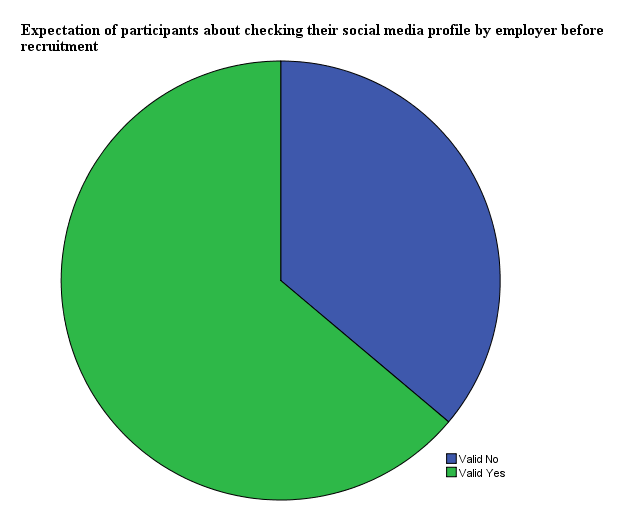 Expectation of participants about checking their social media profile by employer before
recruitment
Valid No
Valid Yes